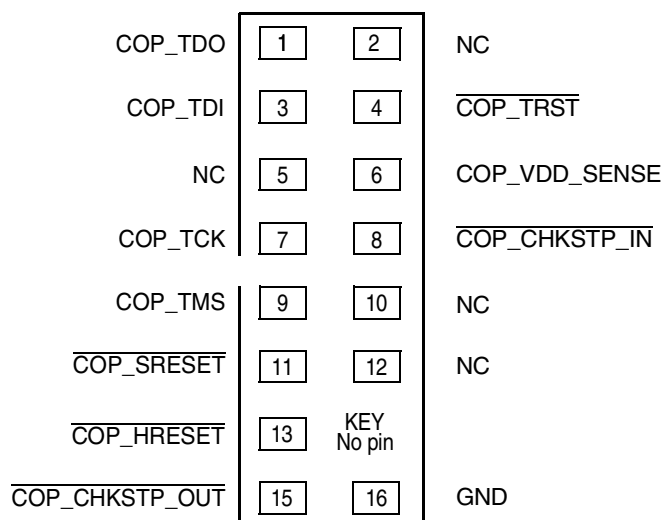 COP_TDO 1 2 NC
COP_TDI 3 4 COP_TRST
NC 5 6 COP_VDD_SENSE
COP_TCK 7 8 COP_CHKSTP_IN
COP_TMS 9 10 NC
COP_SRESET 11 12 NC
COP_HRESET 13 KEY
No pin
COP_CHKSTP_OUT 15 16 GND